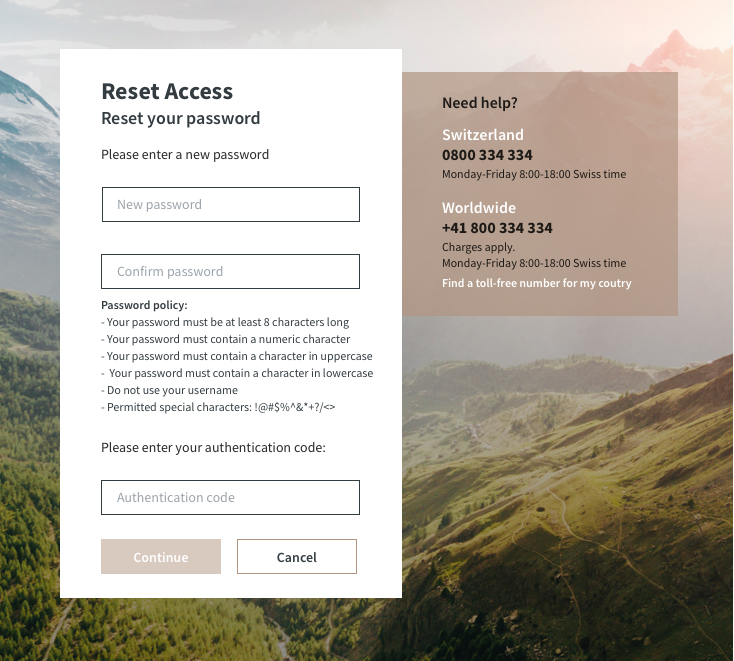 Reset Access
Reset your password
Please enter a new password
New password
Confirm password
Password policy:
- Your password must be at least 8 characters long
- Your password must contain a numeric character
- Your password must contain a character in uppercase
-  Your password must contain a character in lowercase
- Do not use your username
- Permitted special characters: !@#$%^&*+?/<>
Please enter your authentication code:
Authentication code
Continue
Cancel
Need help?
Switzerland
0800 334 334
Monday-Friday 8:00-18:00 Swiss time
Worldwide
+41 800 334 334
Charges apply.
Monday-Friday 8:00-18:00 Swiss time
Find a toll-free number for my coutry